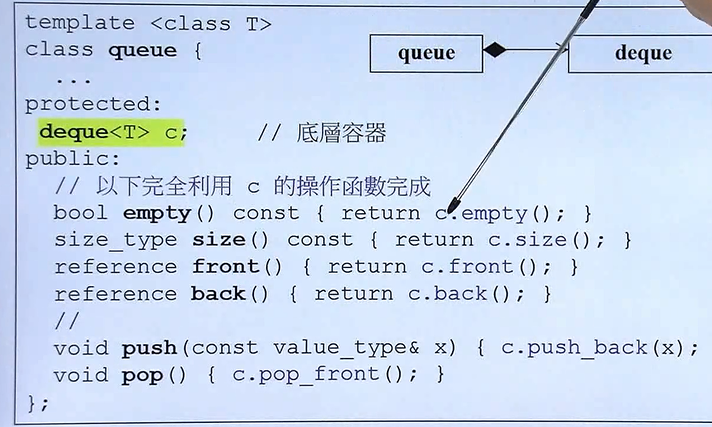 template <class T>
class queue {
queue
deque
...
protected:
deque<T> c; // 底層容器
public:
// 以下完全利用 c 的操作函數完成
bool empty() const { return c.empty(); }
size_type size() const { return c.size(); }
reference front() { return c.front(); }
reference back() { return c.back(); }
//
void push(const value_type& x) { c.push_back(x);
void pop() { c.pop_front(); }
};